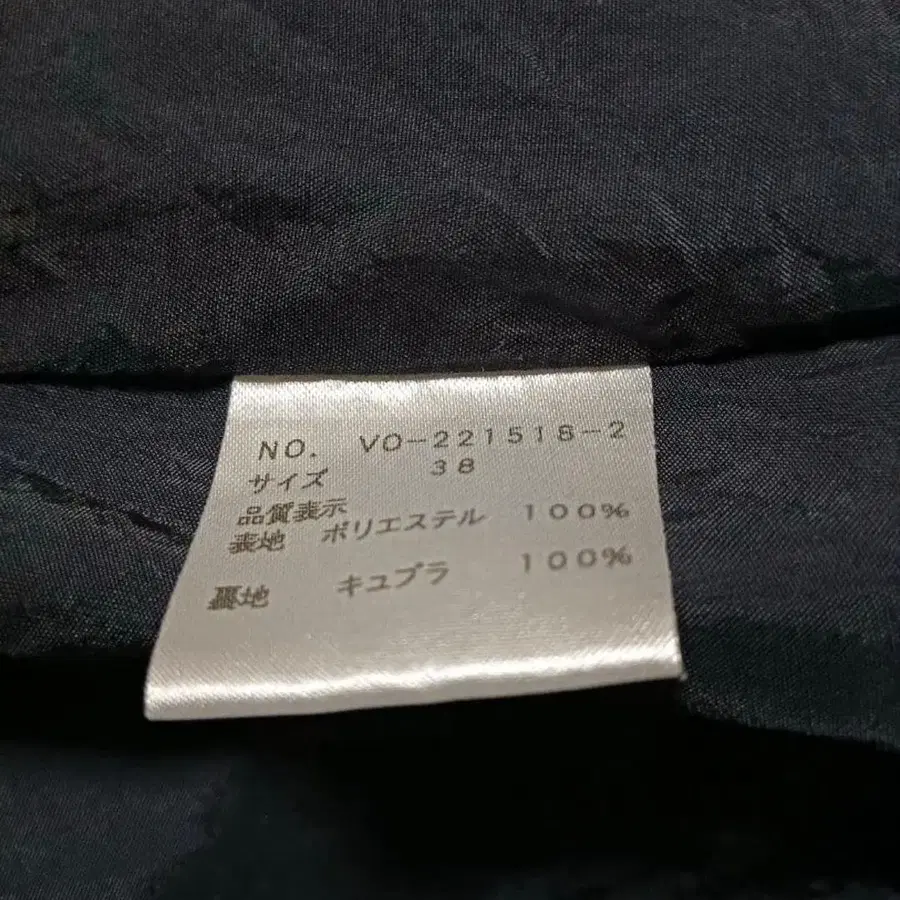 NO. VO-221518-2
サイズ 38
品質表示
表地 ポリエステル 100%
裏地 キュプラ 100%